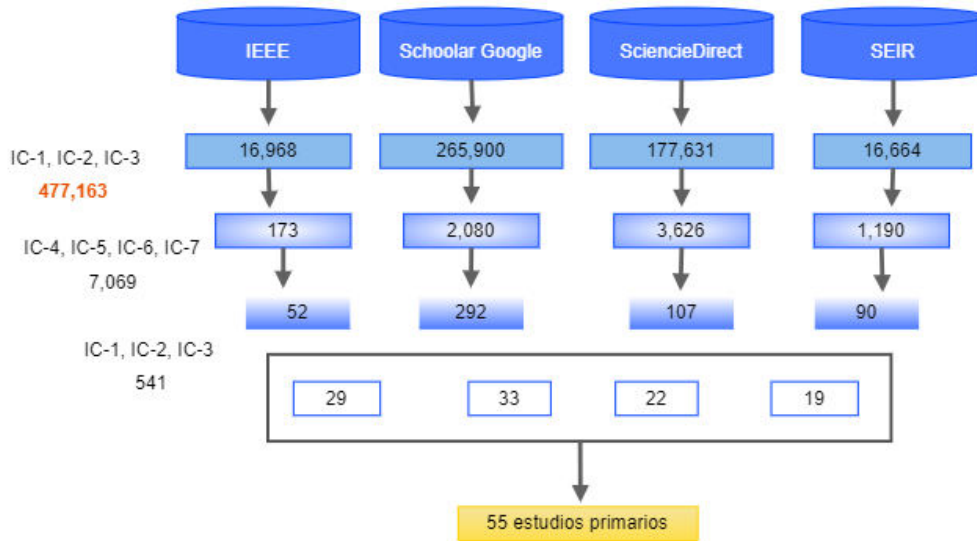 IEEE
Schoolar Google
SciencieDirect
SEIR
IC-1, IC-2, IC-3
477,163
16,968
265,900
177,631
16,664
IC-4, IC-5, IC-6, IC-7
7,069
173
2,080
3,626
1,190
52
292
107
90
IC-1, IC-2, IC-3
541
29
33
22
19
55 estudios primarios